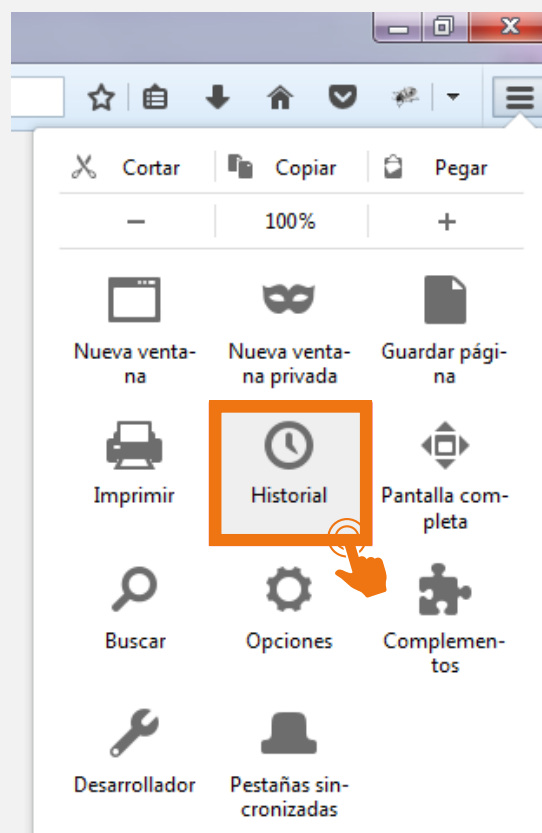 Cortar Copiar Pegar
− 100% +
Nueva venta- Nueva venta- Guardar pági-
na na privada na
Imprimir Historial Pantalla com-
pleta
Buscar Opciones Complemen-
tos
Desarrollador Pestañas sin-
cronizadas